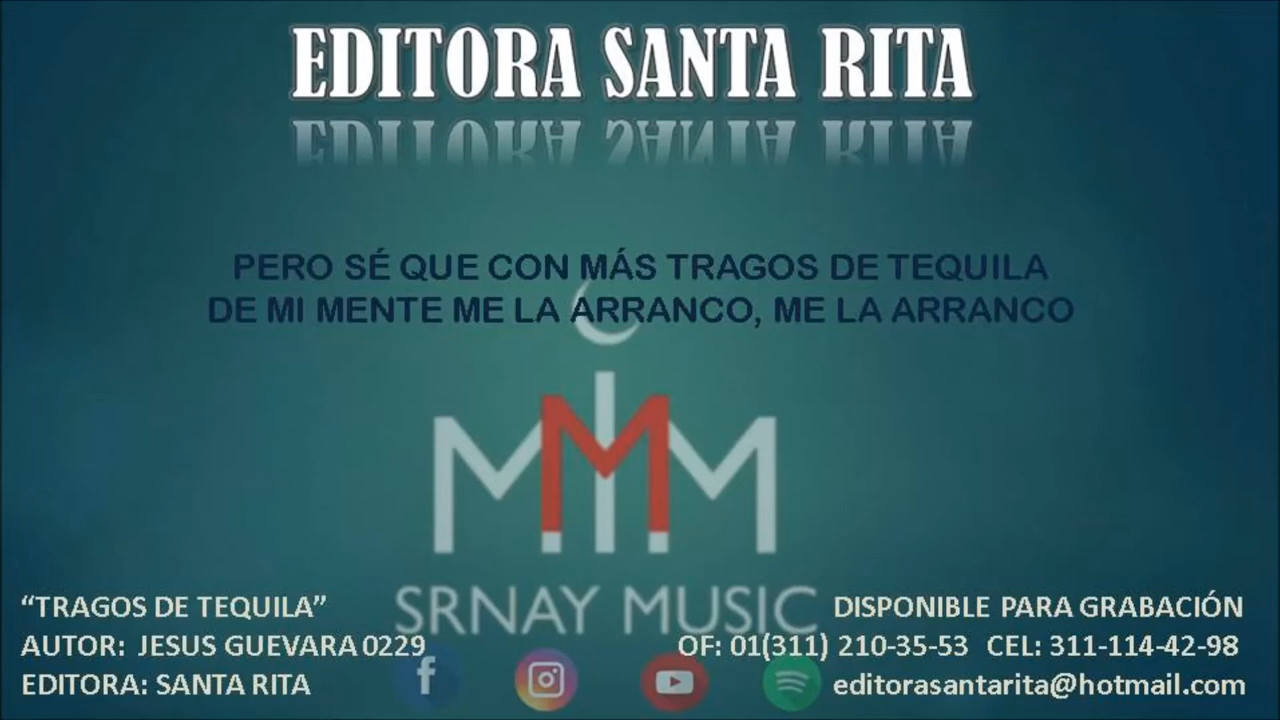 EDITORA SANTA RITA
PERO SÉ QUE CON MÁS TRAGOS DE TEQUILA
DE MI MENTE ME LA ARRANCO, ME LA ARRANCO
SRNAY MUSIC
“TRAGOS DE TEQUILA”
AUTOR: JESUS GUEVARA 0229
EDITORA: SANTA RITA
DISPONIBLE PARA GRABACIÓN
OF: 01(311) 210-35-53 CEL: 311-114-42-98
editorasantarita@hotmail.com